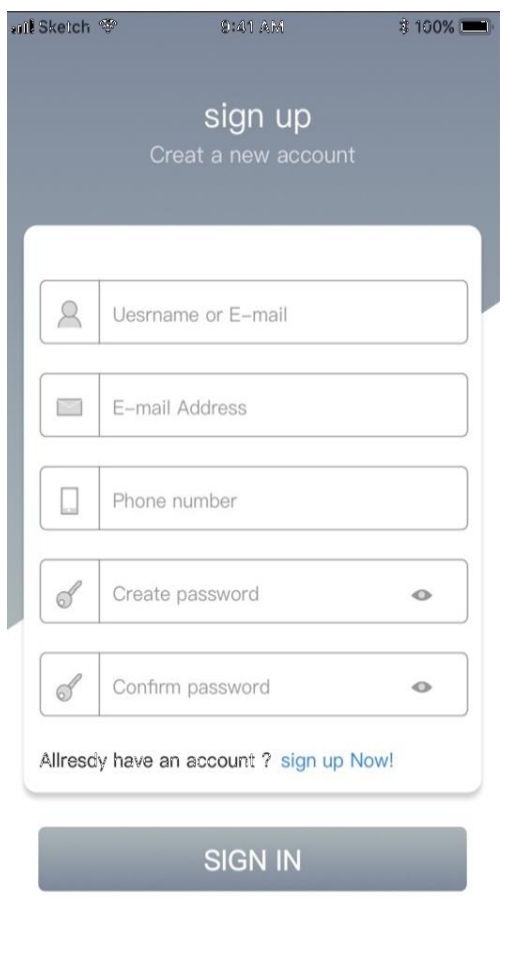 Sketch 9:41 AM 100%
sign up
Creat a new account
Uesrname or E-mail
E-mail Address
Phone number
Create password
Confirm password
Allresdy have an account ? sign up Now!
SIGN IN